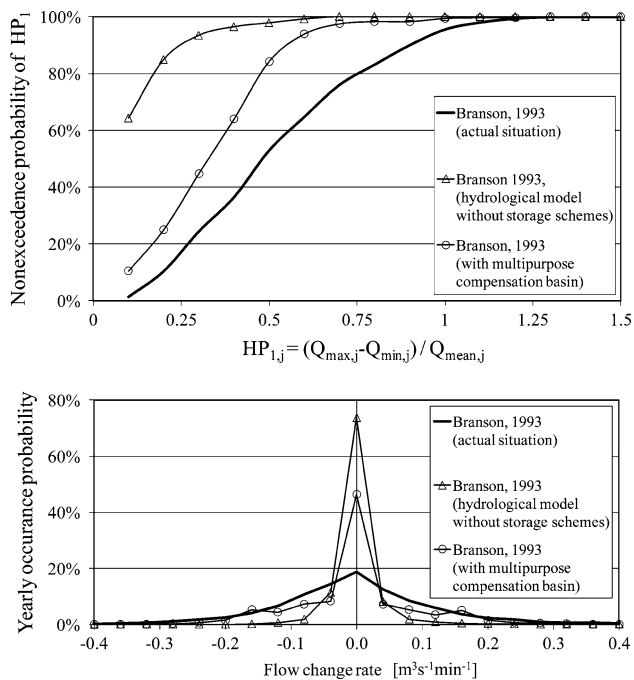 Nonexceedence probability of HP1
100%
80%
60%
40%
20%
0%
Branson, 1993
(actual situation)
Branson 1993,
(hydrological model
without storage schemes)
Branson, 1993
(with multipurpose
compensation basin)
0 0.25 0.5 0.75 1 1.25 1.5
HP1,j = (Qmax,j-Qmin,j) / Qmean,j
Yearly occurance probability
80%
60%
40%
20%
0%
Branson, 1993
(actual situation)
Branson, 1993
(hydrological model
without storage schemes)
Branson, 1993
(with multipurpose
compensation basin)
-0.4 -0.3 -0.2 -0.1 0.0 0.1 0.2 0.3 0.4
Flow change rate [m³s⁻¹min⁻¹]